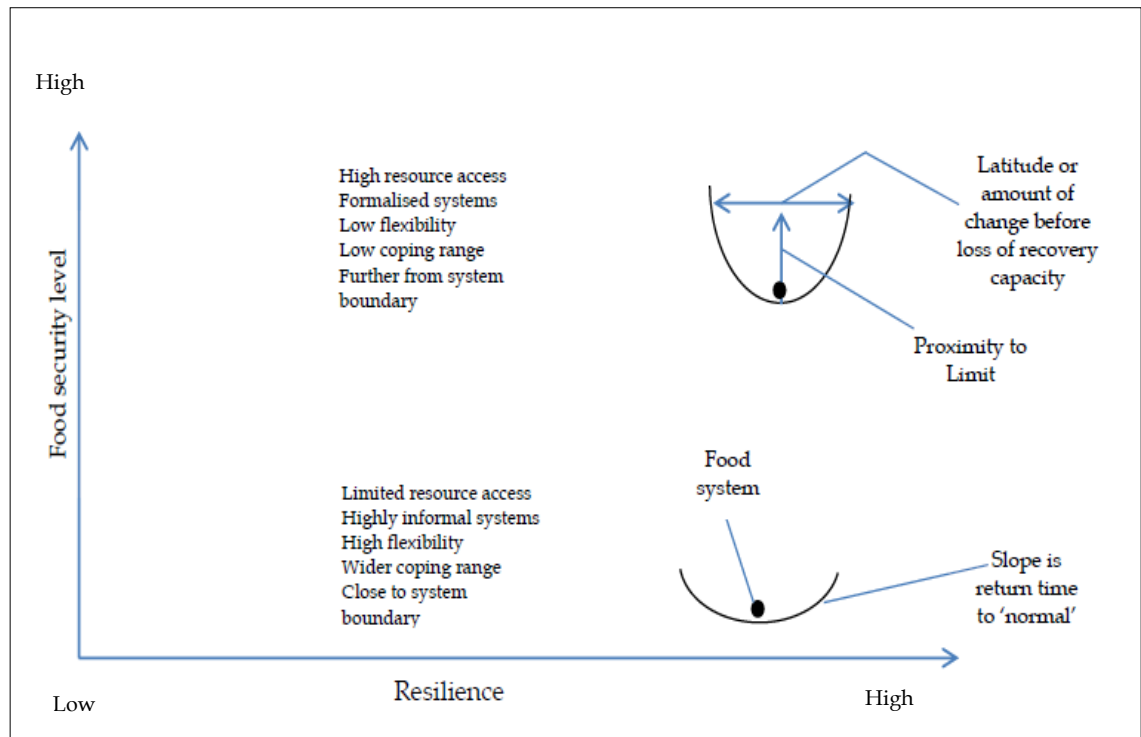 High
Food security level
High resource access
Formalised systems
Low flexibility
Low coping range
Further from system
boundary
Latitude or
amount of
change before
loss of recovery
capacity
Proximity to
Limit
Limited resource access
Highly informal systems
High flexibility
Wider coping range
Close to system
boundary
Food
system
Slope is
return time
to ‘normal’
Low
Resilience
High